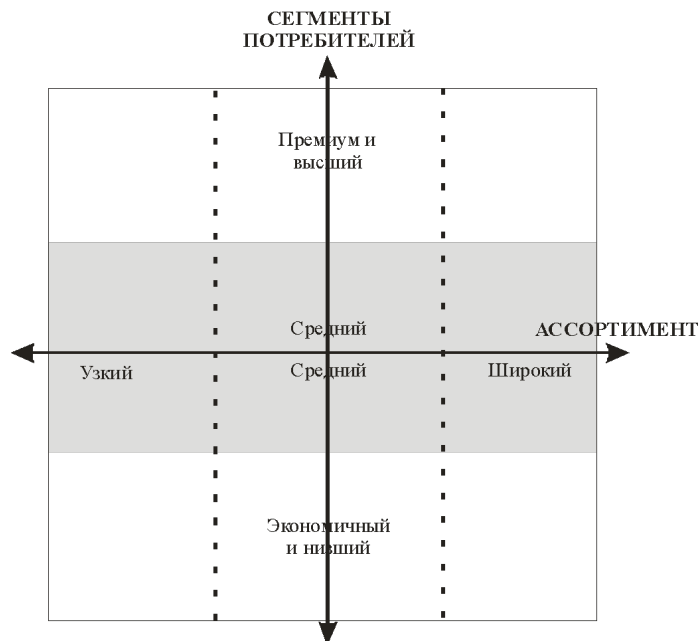 СЕГМЕНТЫ
ПОТРЕБИТЕЛЕЙ
Премиум и
высший
Средний
АССОРТИМЕНТ
Узкий
Средний
Широкий
Экономичный
и низший